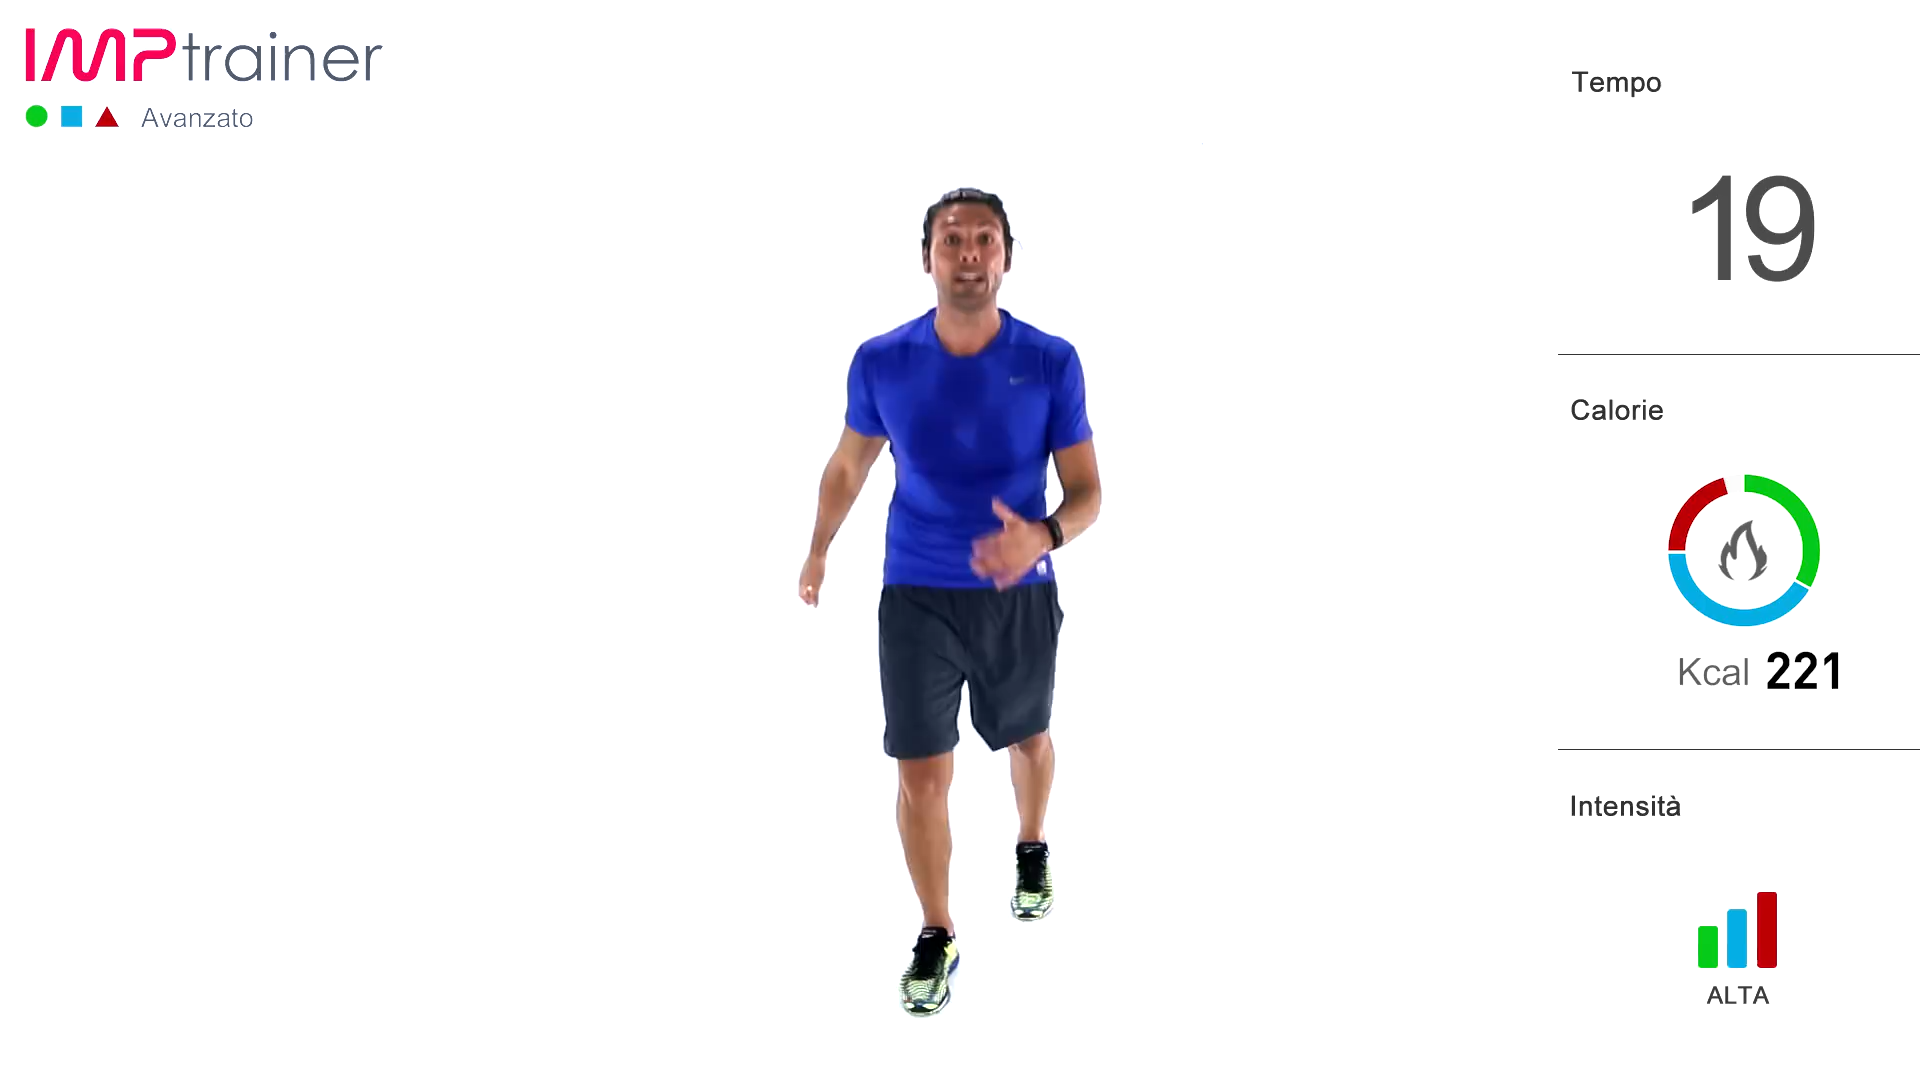 IMPtrainer
Avanzato
Tempo
19
Calorie
Kcal 221
Intensità
ALTA